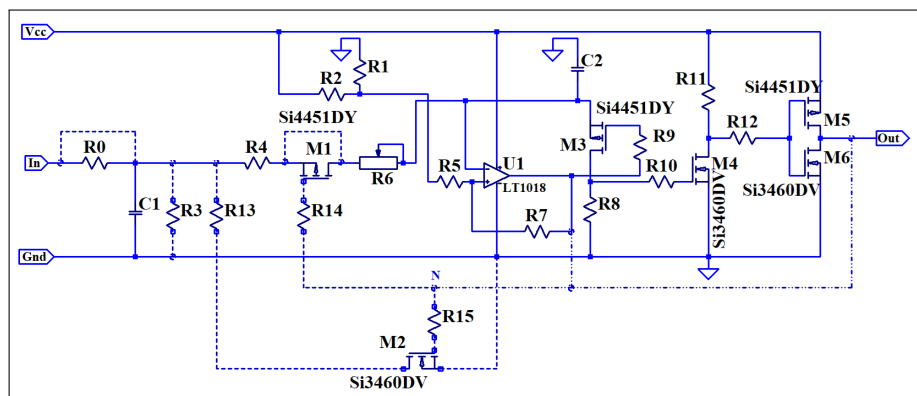 Vcc
R1
R2
C2
R11
Si4451DY
Si4451DY
Si4451DY
M5
R12
M3
R9
In
R0
R4
M1
R6
R5
U1
LT1018
R10
M4
M6
Out
C1
R3
R13
R14
R7
R8
Si3460DV
Si3460DV
Gnd
N
R15
M2
Si3460DV